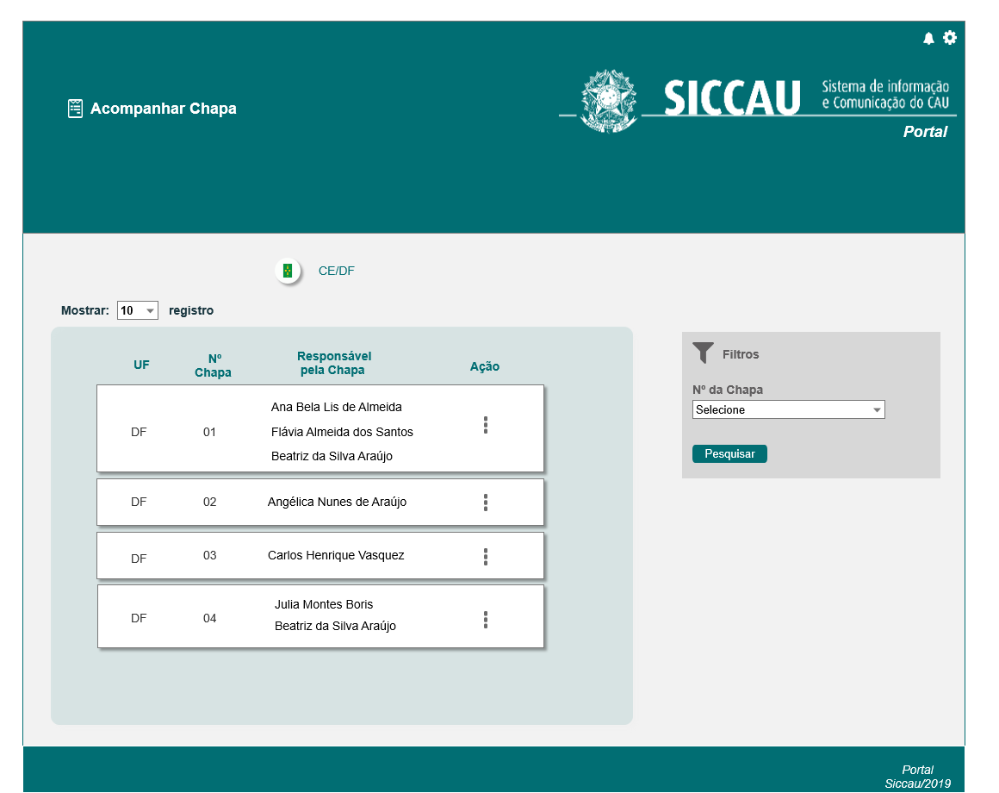 Acompanhar Chapa
SICCAU
Sistema de informação
e Comunicação do CAU
Portal
CE/DF
Mostrar: 10 registro
UF Nº Chapa Responsável pela Chapa Ação
DF 01
Ana Bela Lis de Almeida
Flávia Almeida dos Santos
Beatriz da Silva Araújo
DF 02 Angélica Nunes de Araújo
DF 03 Carlos Henrique Vasquez
DF 04
Julia Montes Boris
Beatriz da Silva Araújo
Filtros
Nº da Chapa
Selecione
Pesquisar
Portal
Siccau/2019